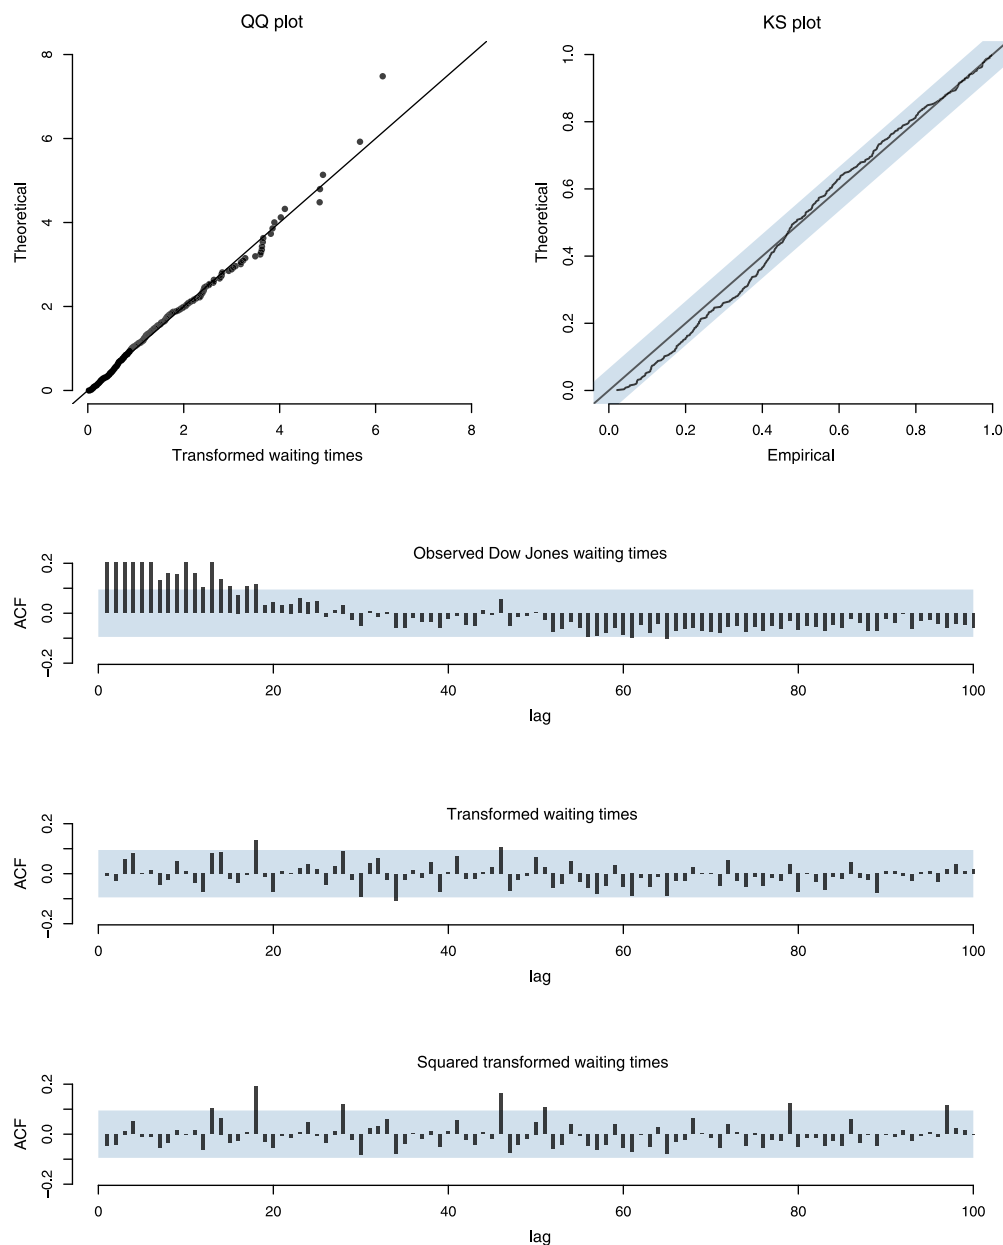 QQ plot
KS plot
8
6
4
2
0
Theoretical
0 2 4 6 8
Transformed waiting times
1.0
0.8
0.6
0.4
0.2
0.0
Theoretical
0.0 0.2 0.4 0.6 0.8 1.0
Empirical
Observed Dow Jones waiting times
0.2
0.0
−0.2
ACF
0 20 40 60 80 100
lag
Transformed waiting times
0.2
0.0
−0.2
ACF
0 20 40 60 80 100
lag
Squared transformed waiting times
0.2
0.0
−0.2
ACF
0 20 40 60 80 100
lag